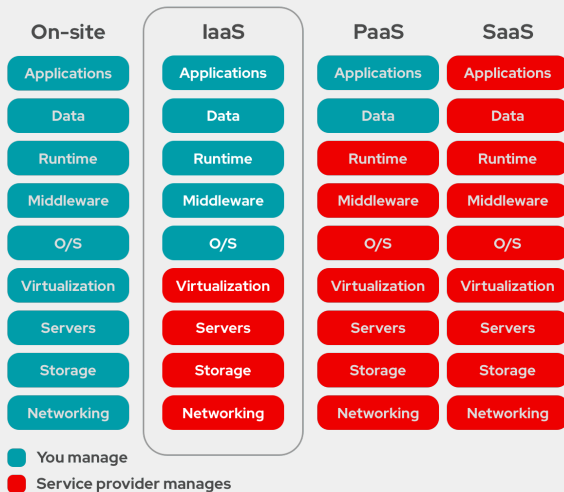 On-site IaaS PaaS SaaS
Applications Applications Applications Applications
Data Data Data Data
Runtime Runtime Runtime Runtime
Middleware Middleware Middleware Middleware
O/S O/S O/S O/S
Virtualization Virtualization Virtualization Virtualization
Servers Servers Servers Servers
Storage Storage Storage Storage
Networking Networking Networking Networking
You manage
Service provider manages